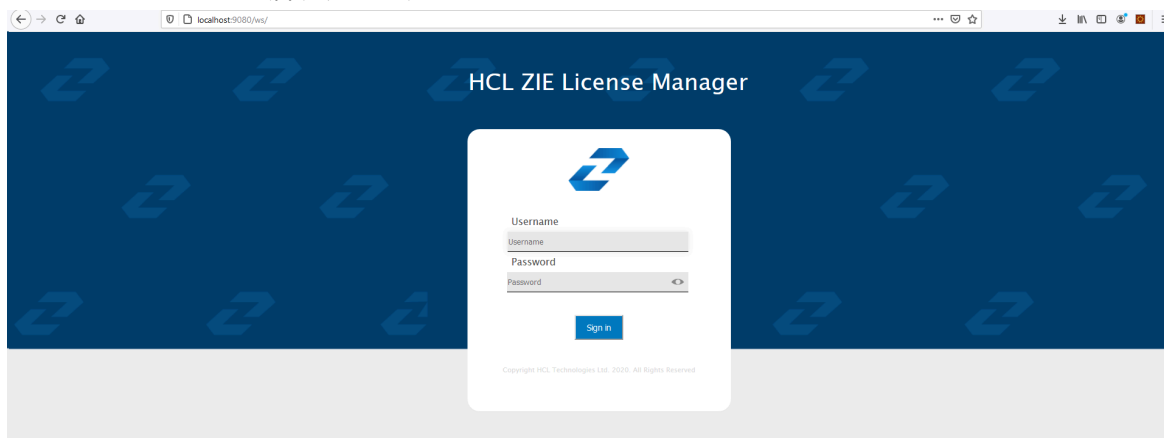 localhost:9080/ws/
HCL ZIE License Manager
Username
Username
Password
Password
Sign in
Copyright HCL Technologies Ltd. 2020. All Rights Reserved